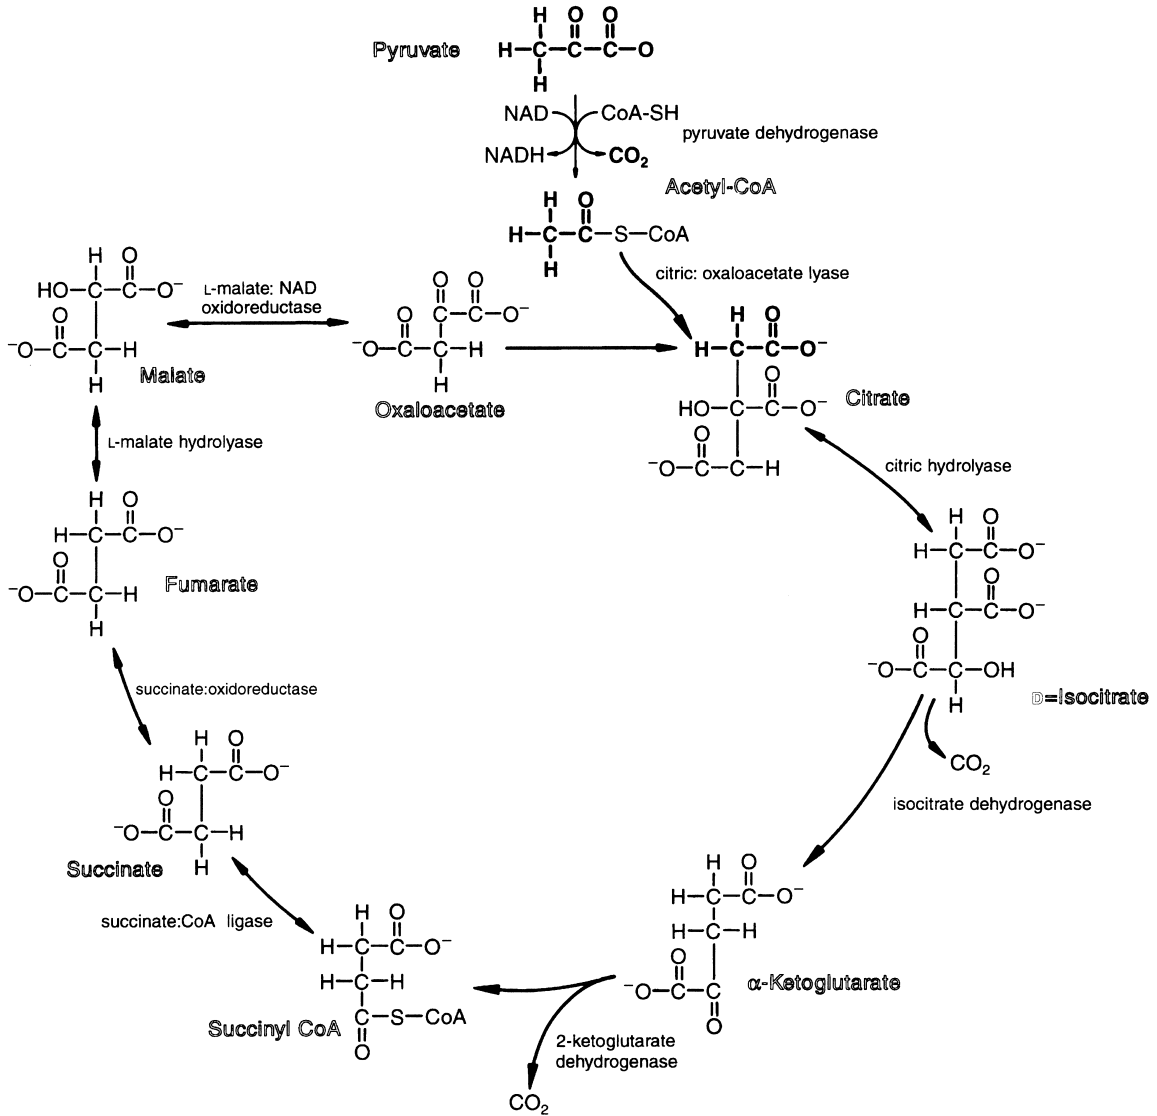 H O O
Pyruvate H C C C O
H
NAD CoA-SH
pyruvate dehydrogenase
NADH CO₂
Acetyl-CoA
H O
H C C S CoA
H
citric: oxaloacetate lyase
H O
HO C C O⁻
O
⁻O C C H
H
Malate
L-malate: NAD
oxidoreductase
O O
O C C O⁻
⁻O C C H
H
Oxaloacetate
H O
H C C O⁻
O
HO C C O⁻
O
⁻O C C H
H
Citrate
L-malate hydrolyase
citric hydrolyase
H O
H C C O⁻
O
⁻O C C H
H
Fumarate
H O
H C C O⁻
O
H C C O⁻
O
⁻O C C OH
H
D=Isocitrate
succinate:oxidoreductase
CO₂
isocitrate dehydrogenase
H O
H C C O⁻
O
⁻O C C H
H
Succinate
succinate:CoA ligase
H O
H C C O⁻
H C H
O
⁻O C C
O
α-Ketoglutarate
H O
H C C O⁻
H C H
C S CoA
O
Succinyl CoA
2-ketoglutarate
dehydrogenase
CO₂